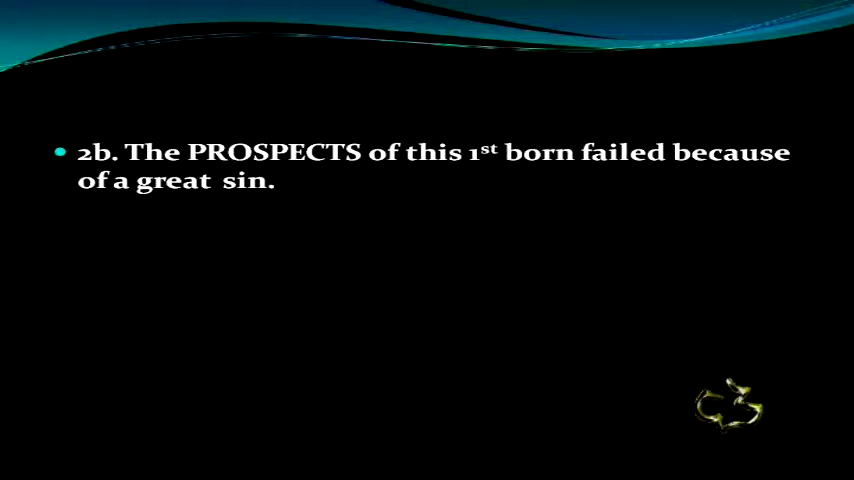 • 2b. The PROSPECTS of this 1st born failed because
of a great sin.